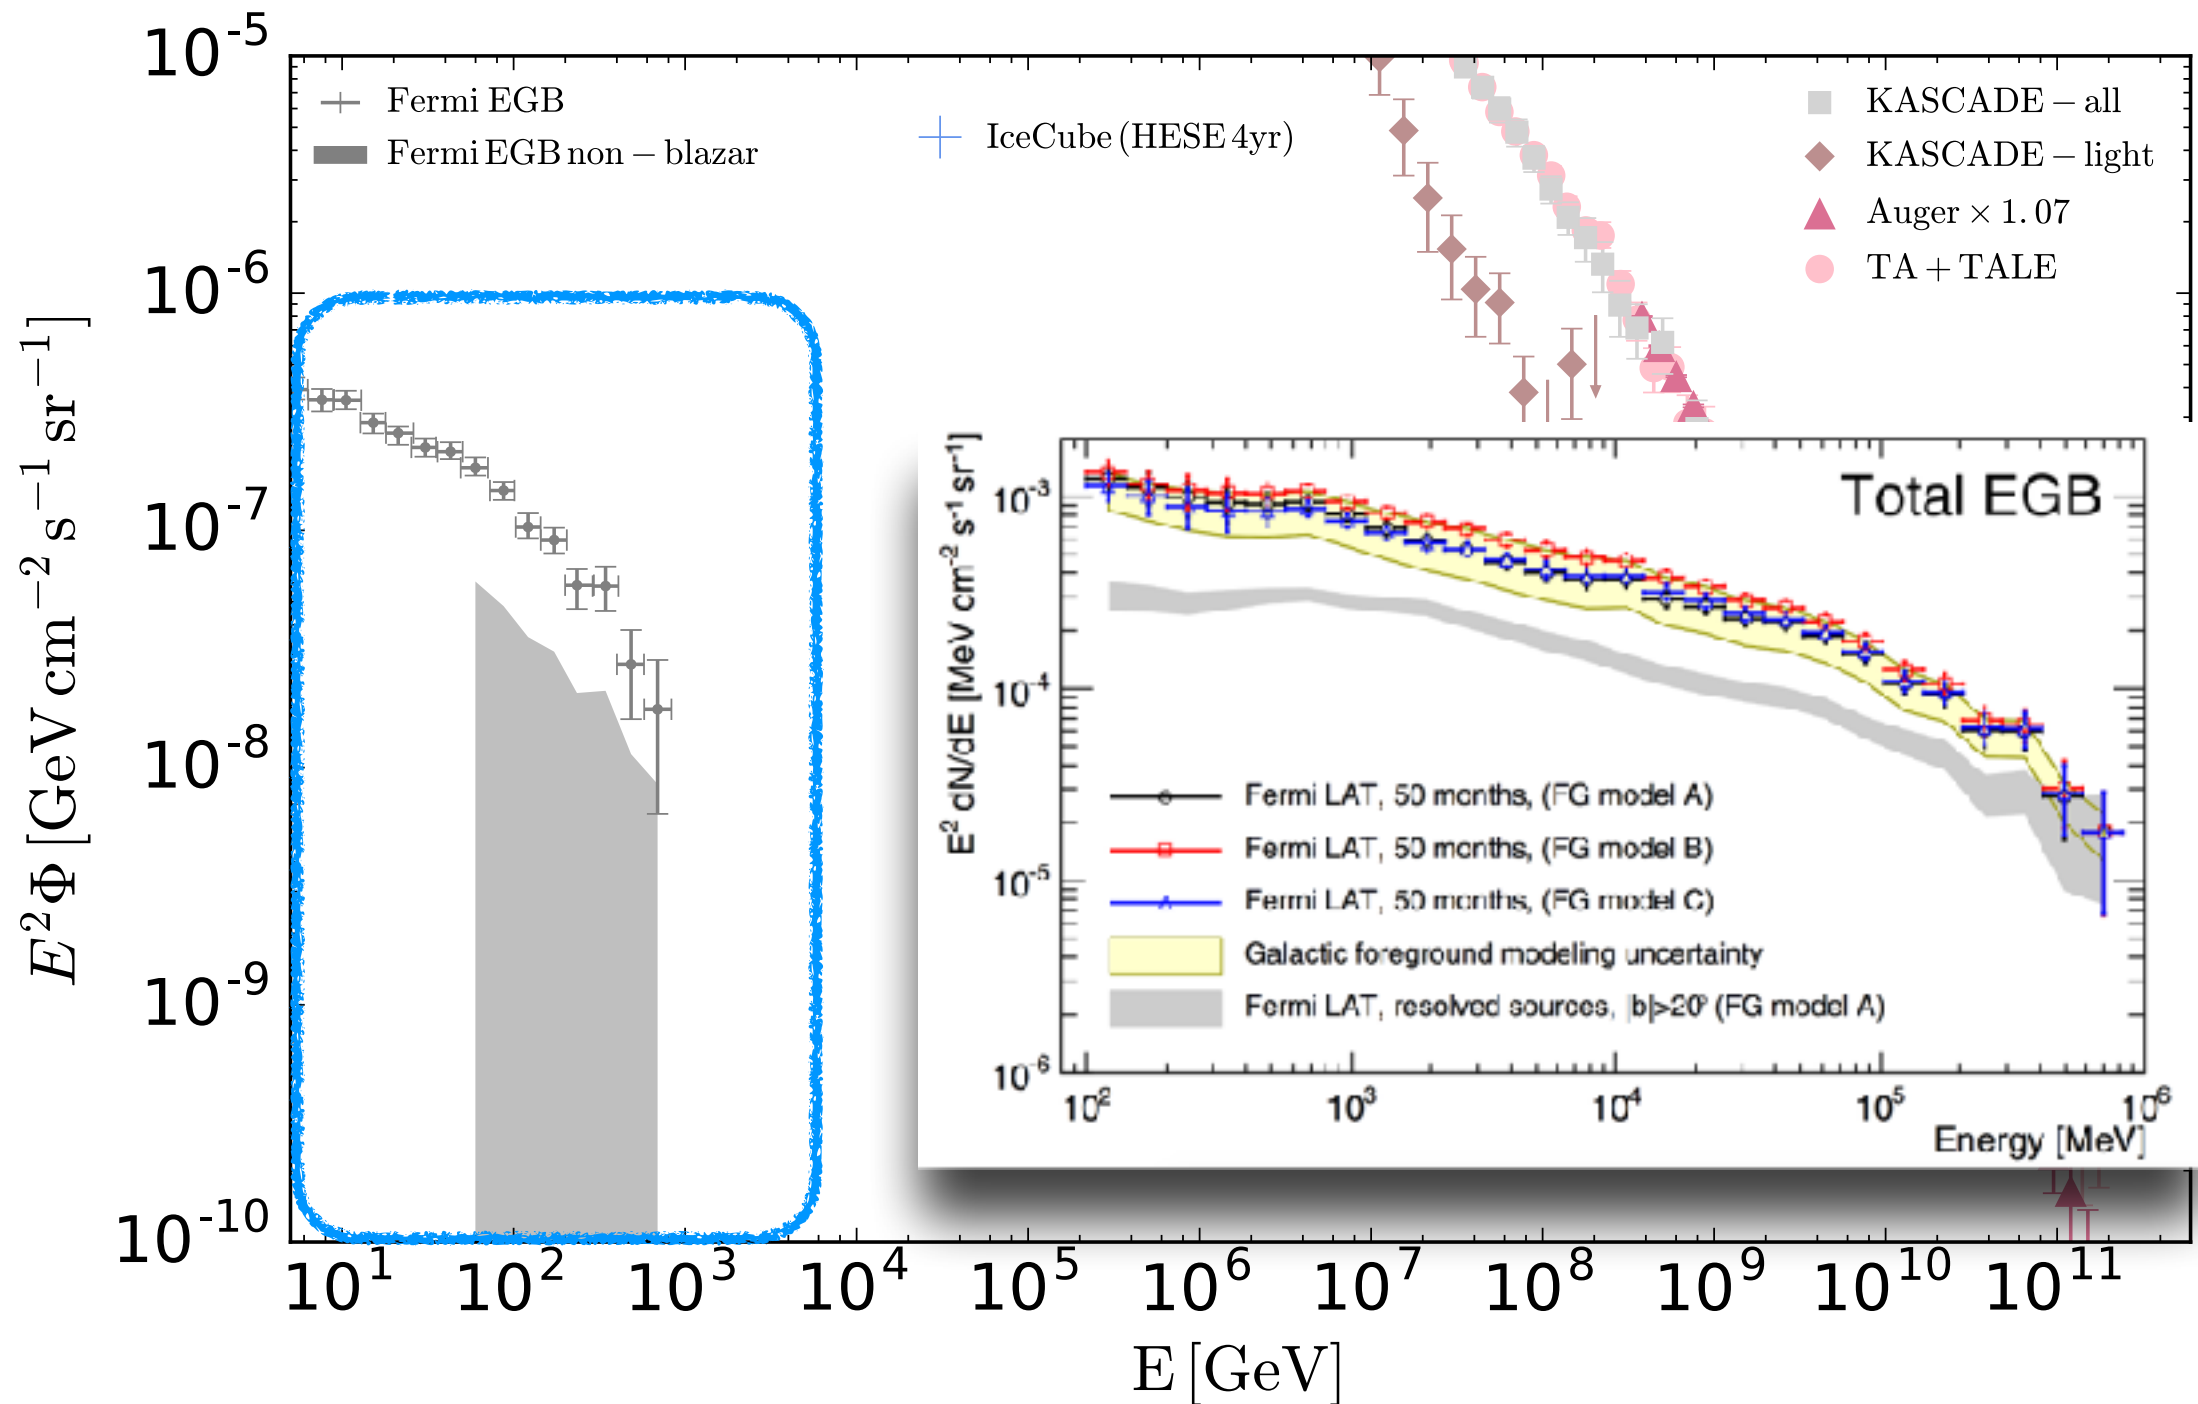 10^-5
10^-6
10^-7
10^-8
10^-9
10^-10
E^2 Φ [GeV cm^-2 s^-1 sr^-1]
Fermi EGB
Fermi EGB non – blazar
IceCube (HESE 4yr)
KASCADE – all
KASCADE – light
Auger × 1.07
TA + TALE
Total EGB
E^2 dN/dE [MeV cm^-2 s^-1 sr^-1]
10^-3
10^-4
10^-5
10^-6
Fermi LAT, 50 months, (FG model A)
Fermi LAT, 50 months, (FG model B)
Fermi LAT, 50 months, (FG model C)
Galactic foreground modeling uncertainty
Fermi LAT, resolved sources, |b|>20° (FG model A)
10^2 10^3 10^4 10^5 10^6
Energy [MeV]
10^1 10^2 10^3 10^4 10^5 10^6 10^7 10^8 10^9 10^10 10^11
E [GeV]